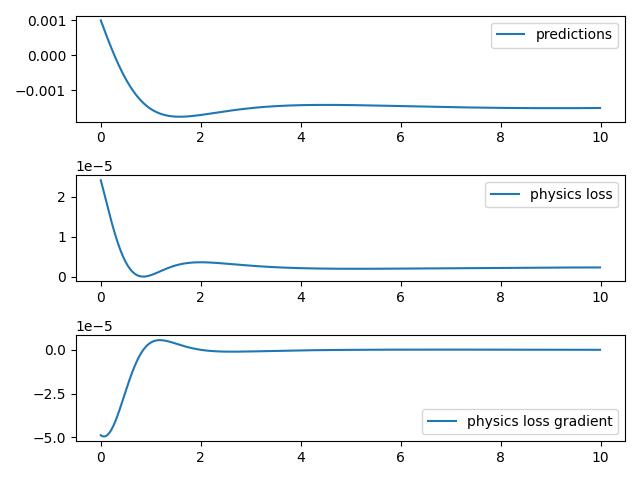 0.001
0.000
−0.001
predictions
0 2 4 6 8 10
1e−5
2
1
0
physics loss
0 2 4 6 8 10
1e−5
0.0
−2.5
−5.0
physics loss gradient
0 2 4 6 8 10